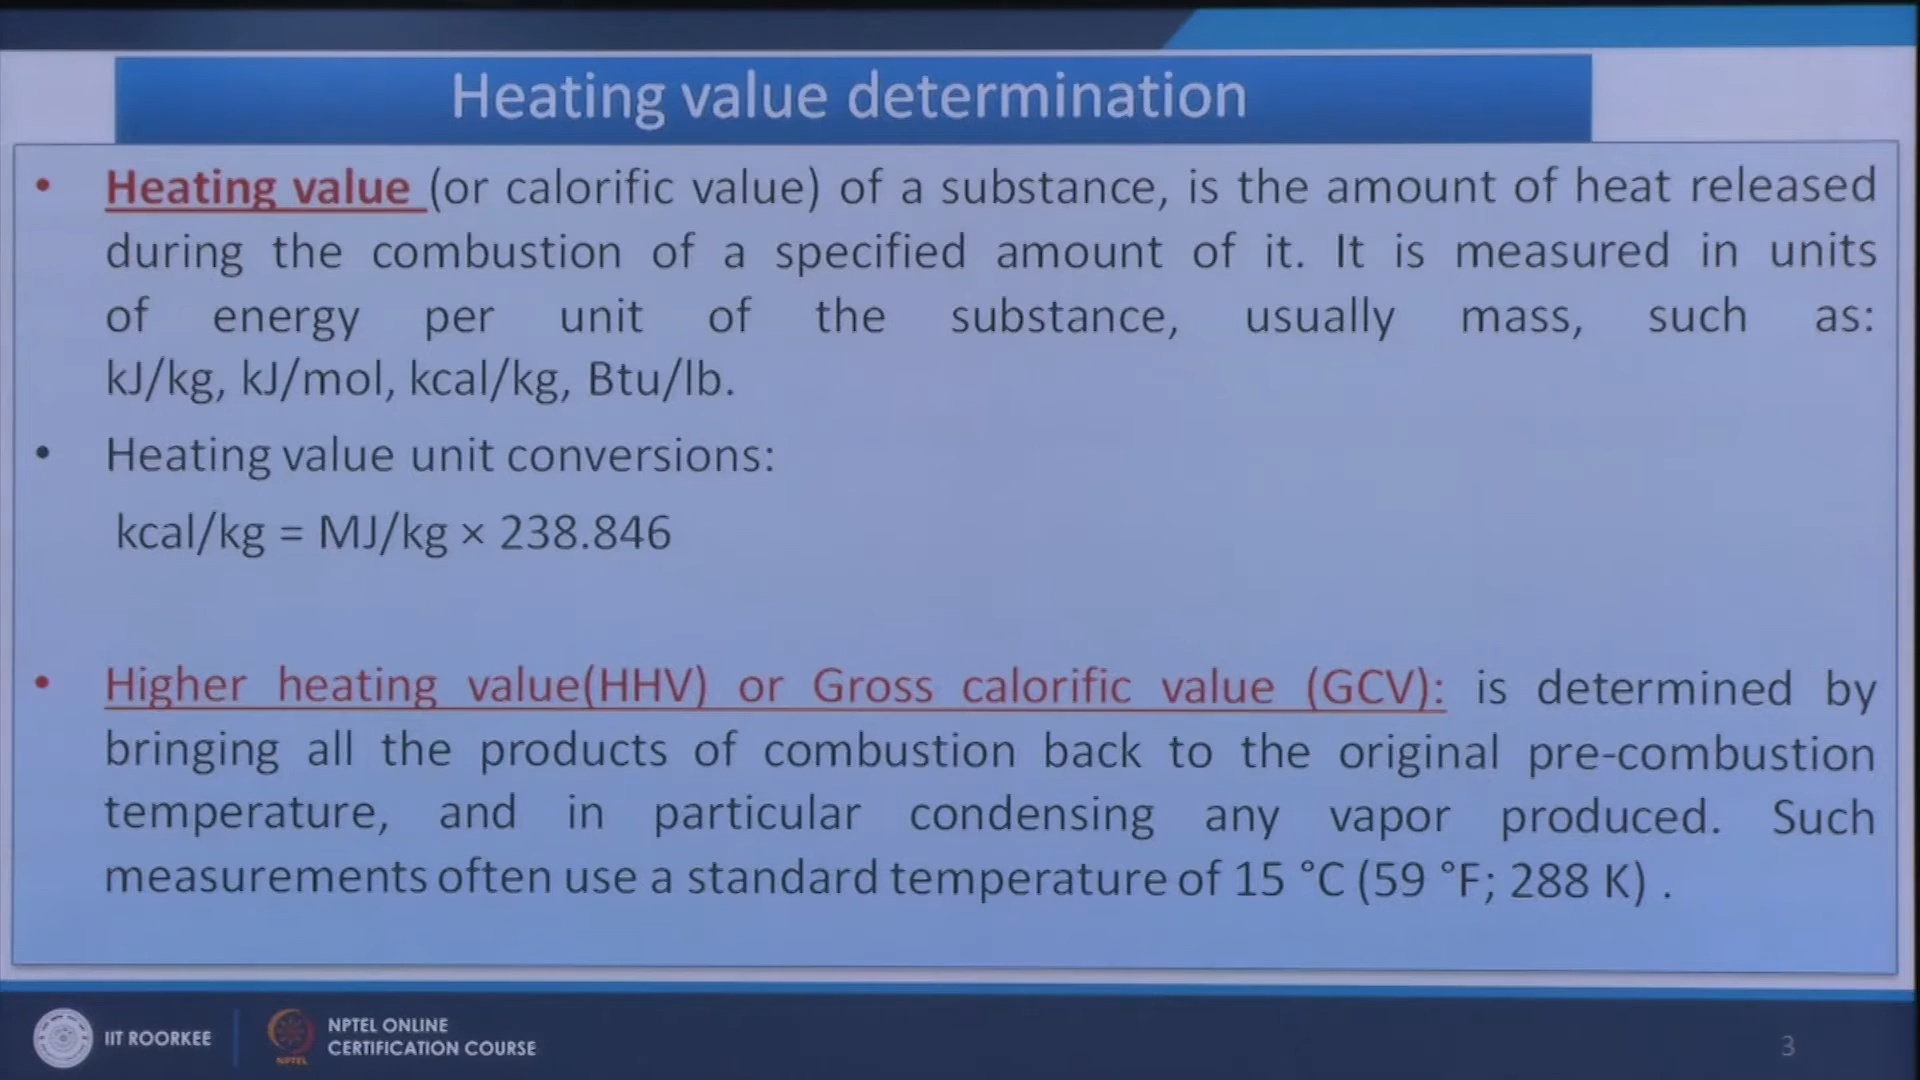 Heating value determination
• Heating value (or calorific value) of a substance, is the amount of heat released
during the combustion of a specified amount of it. It is measured in units
of energy per unit of the substance, usually mass, such as:
kJ/kg, kJ/mol, kcal/kg, Btu/lb.
• Heating value unit conversions:
kcal/kg = MJ/kg × 238.846
• Higher heating value(HHV) or Gross calorific value (GCV): is determined by
bringing all the products of combustion back to the original pre-combustion
temperature, and in particular condensing any vapor produced. Such
measurements often use a standard temperature of 15 °C (59 °F; 288 K) .
IIT ROORKEE
NPTEL
NPTEL ONLINE
CERTIFICATION COURSE
3